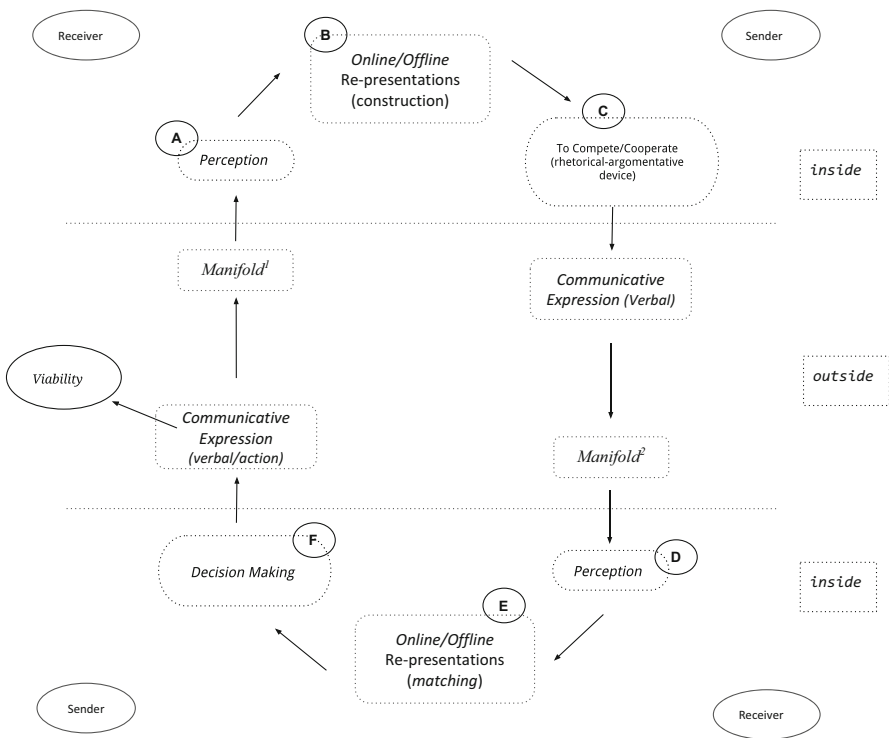 Receiver
B
Sender
Online/Offline
Re-presentations
(construction)
C
A
Perception
To Compete/Cooperate
(rhetorical-argomentative
device)
inside
Manifold1
Communicative
Expression (Verbal)
Viability
outside
Communicative
Expression
(verbal/action)
Manifold2
F
Decision Making
D
Perception
inside
E
Online/Offline
Re-presentations
(matching)
Sender
Receiver